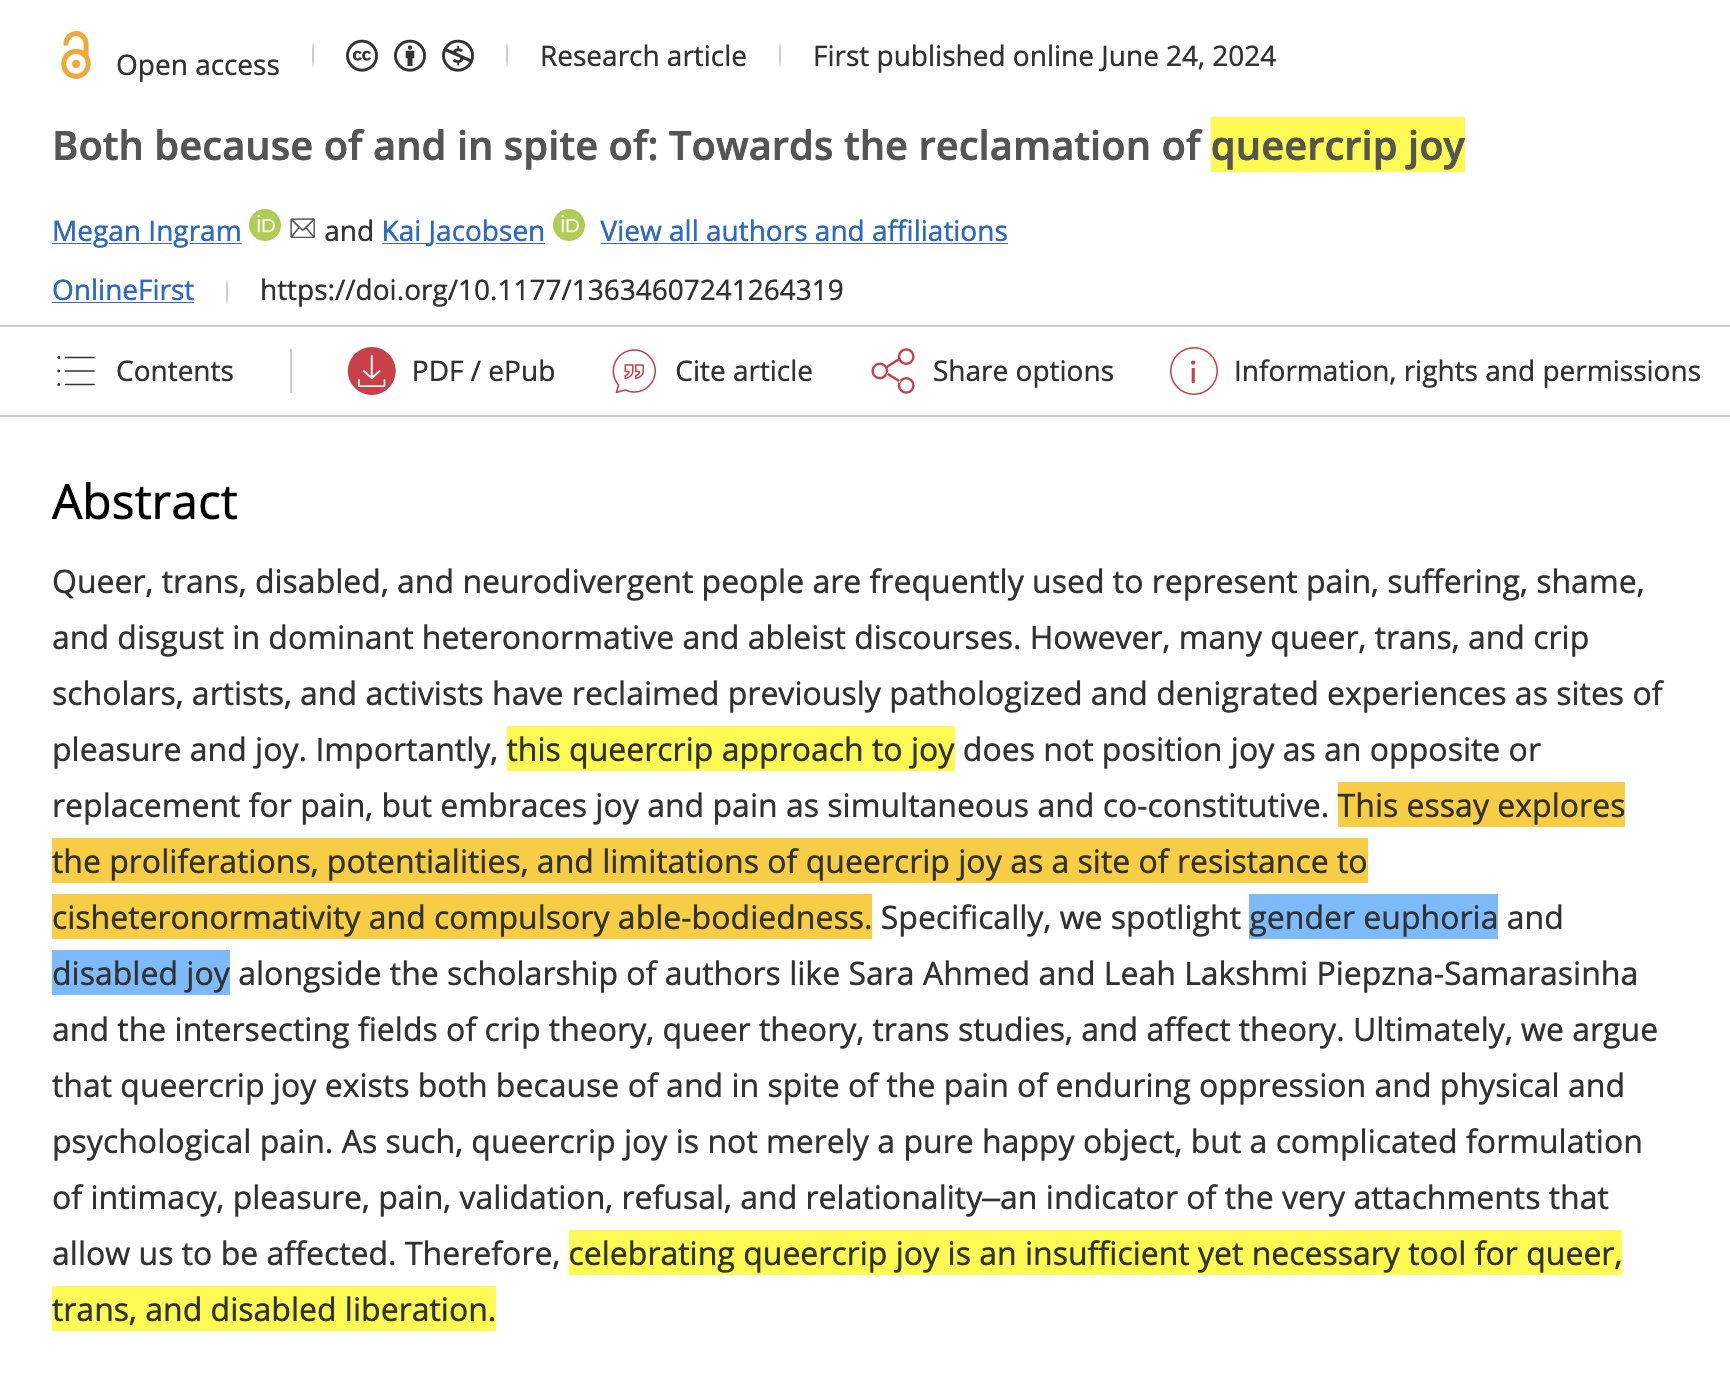 Open access | cc | Research article | First published online June 24, 2024
Both because of and in spite of: Towards the reclamation of queercrip joy
Megan Ingram iD and Kai Jacobsen iD View all authors and affiliations
OnlineFirst | https://doi.org/10.1177/13634607241264319
Contents | PDF / ePub Cite article Share options Information, rights and permissions
Abstract
Queer, trans, disabled, and neurodivergent people are frequently used to represent pain, suffering, shame,
and disgust in dominant heteronormative and ableist discourses. However, many queer, trans, and crip
scholars, artists, and activists have reclaimed previously pathologized and denigrated experiences as sites of
pleasure and joy. Importantly, this queercrip approach to joy does not position joy as an opposite or
replacement for pain, but embraces joy and pain as simultaneous and co-constitutive. This essay explores
the proliferations, potentialities, and limitations of queercrip joy as a site of resistance to
cisheteronormativity and compulsory able-bodiedness. Specifically, we spotlight gender euphoria and
disabled joy alongside the scholarship of authors like Sara Ahmed and Leah Lakshmi Piepzna-Samarasinha
and the intersecting fields of crip theory, queer theory, trans studies, and affect theory. Ultimately, we argue
that queercrip joy exists both because of and in spite of the pain of enduring oppression and physical and
psychological pain. As such, queercrip joy is not merely a pure happy object, but a complicated formulation
of intimacy, pleasure, pain, validation, refusal, and relationality–an indicator of the very attachments that
allow us to be affected. Therefore, celebrating queercrip joy is an insufficient yet necessary tool for queer,
trans, and disabled liberation.